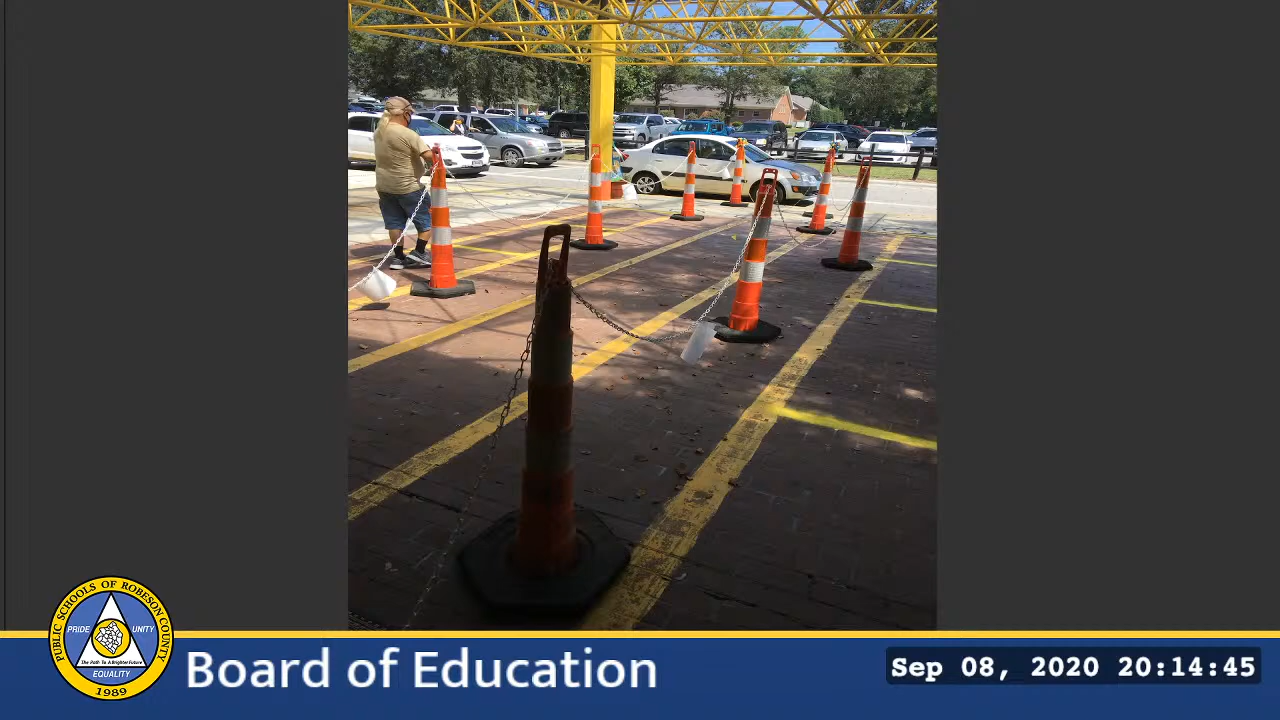 PUBLIC SCHOOLS OF ROBESON COUNTY
PRIDE
UNITY
The Path To A Brighter Future
EQUALITY
1989
Board of Education
Sep 08, 2020 20:14:45